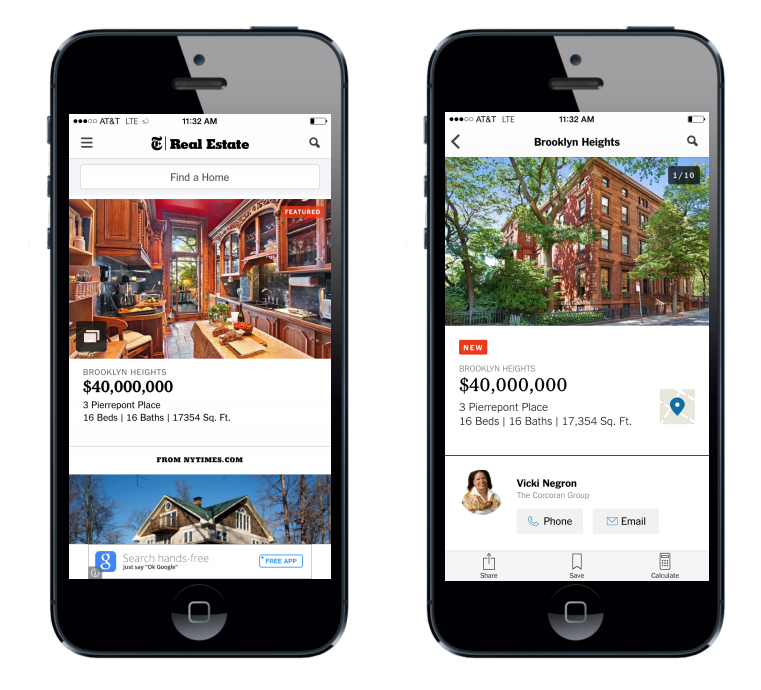 AT&T LTE 11:32 AM
T | Real Estate
Find a Home
FEATURED
BROOKLYN HEIGHTS
$40,000,000
3 Pierrepont Place
16 Beds | 16 Baths | 17354 Sq. Ft.
FROM NYTIMES.COM
8 Search hands-free
just say "Ok Google"
FREE APP
AT&T LTE 11:32 AM
Brooklyn Heights
1/10
NEW
BROOKLYN HEIGHTS
$40,000,000
3 Pierrepont Place
16 Beds | 16 Baths | 17,354 Sq. Ft.
Vicki Negron
The Corcoran Group
Phone Email
Share Save Calculate